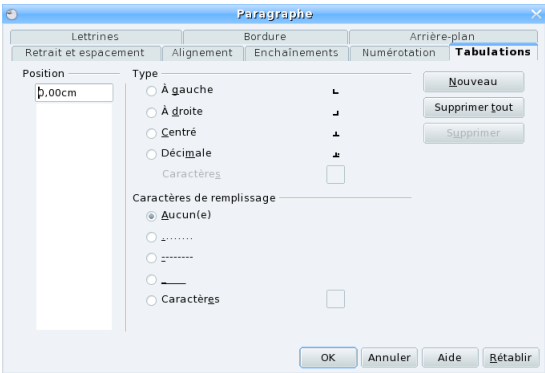 Paragraphe
Lettrines Bordure Arrière-plan
Retrait et espacement Alignement Enchaînements Numérotation Tabulations
Position
0,00cm
Type
À gauche
À droite
Centré
Décimale
Caractères
Caractères de remplissage
Aucun(e)
.......
--------
____
Caractères
Nouveau
Supprimer tout
Supprimer
OK Annuler Aide Rétablir